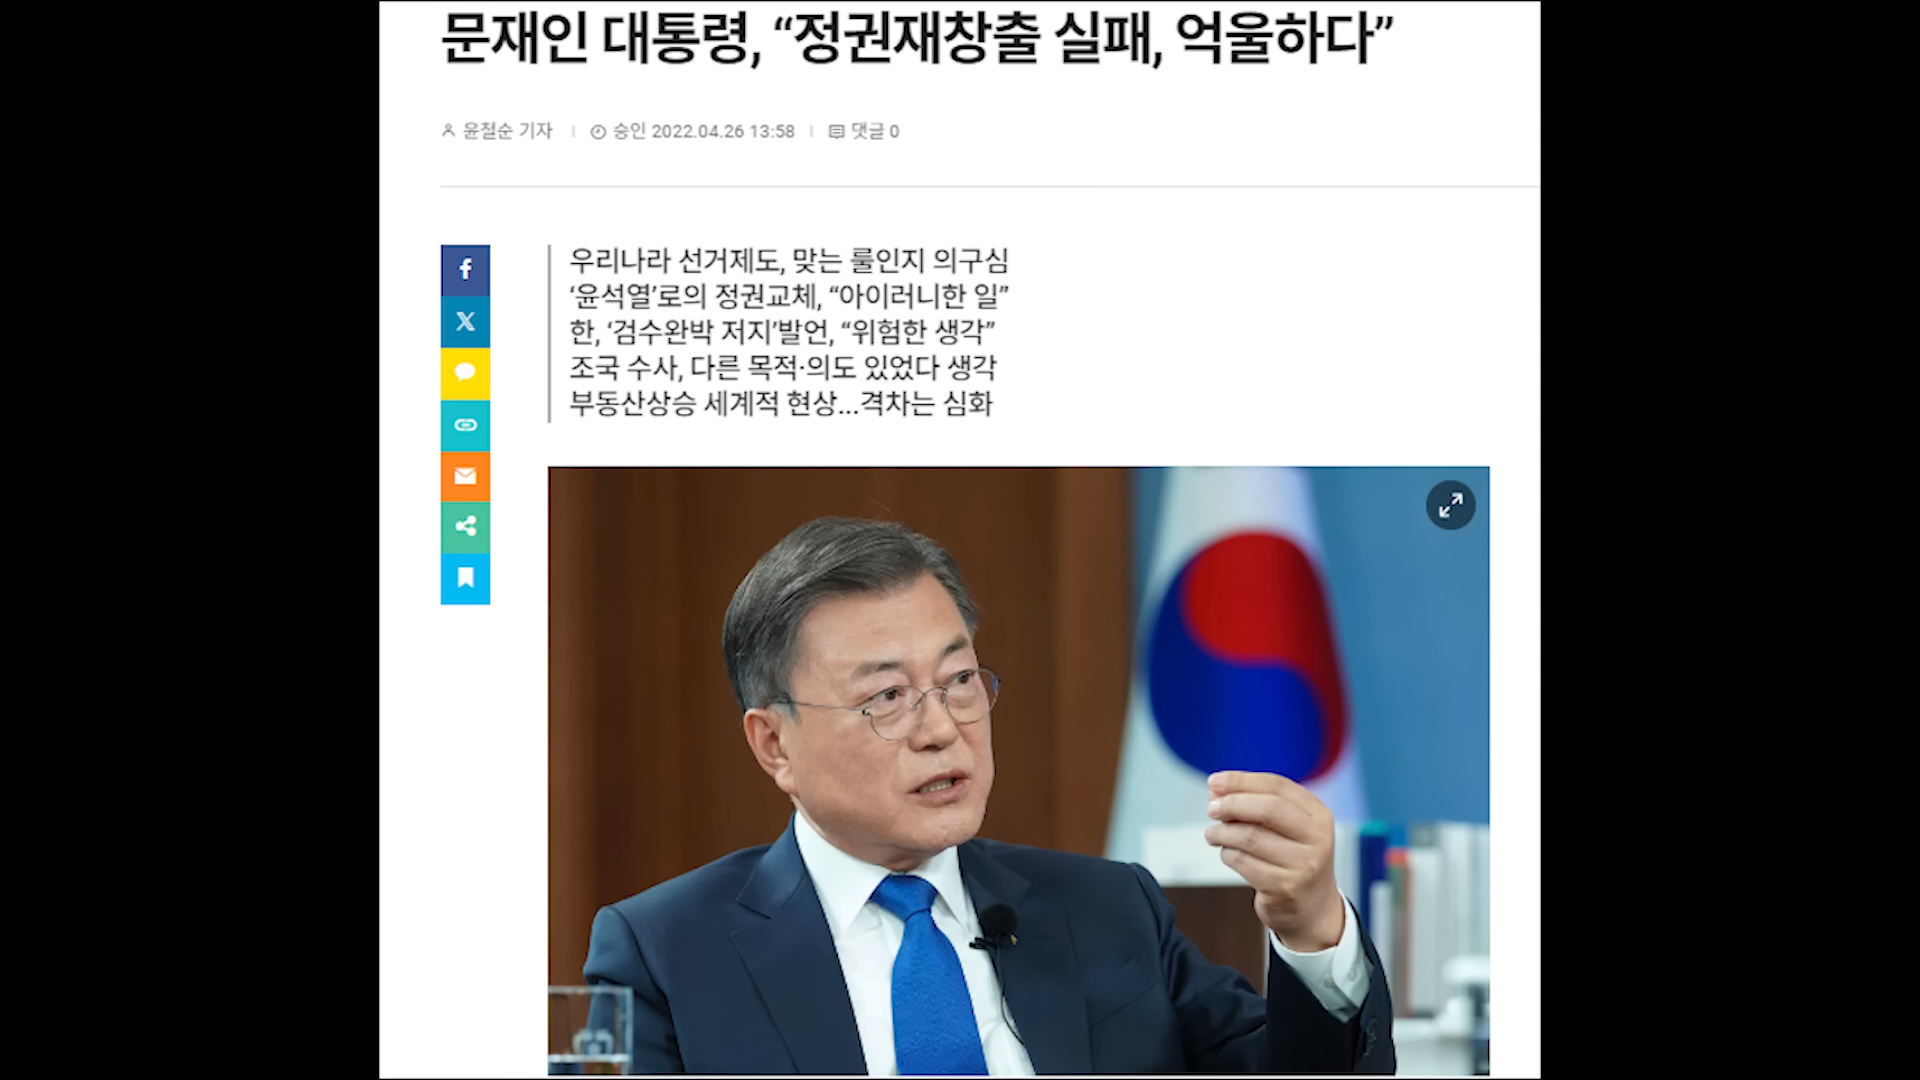 문재인 대통령, “정권재창출 실패, 억울하다”
윤철순 기자 | 승인 2022.04.26 13:58 | 댓글 0
우리나라 선거제도, 맞는 룰인지 의구심
‘윤석열’로의 정권교체, “아이러니한 일”
한, ‘검수완박 저지’발언, “위험한 생각”
조국 수사, 다른 목적·의도 있었다 생각
부동산상승 세계적 현상...격차는 심화